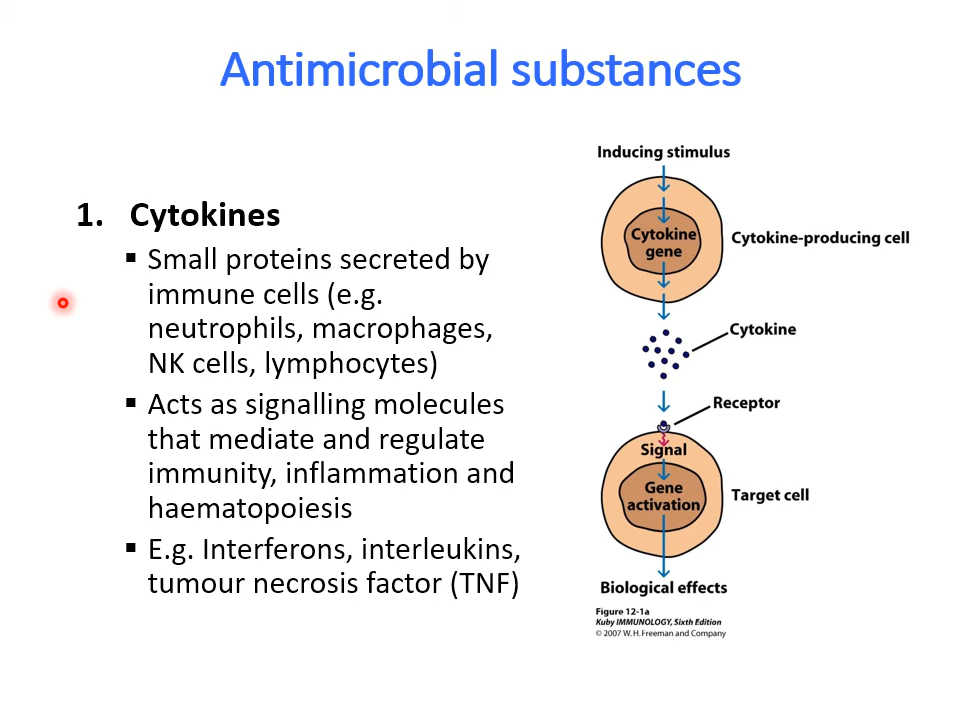 Antimicrobial substances
1. Cytokines
▪ Small proteins secreted by
immune cells (e.g.
neutrophils, macrophages,
NK cells, lymphocytes)
▪ Acts as signalling molecules
that mediate and regulate
immunity, inflammation and
haematopoiesis
▪ E.g. Interferons, interleukins,
tumour necrosis factor (TNF)
Inducing stimulus
Cytokine
gene
Cytokine-producing cell
Cytokine
Receptor
Signal
Gene
activation
Target cell
Biological effects
Figure 12-1a
Kuby IMMUNOLOGY, Sixth Edition
© 2007 W. H. Freeman and Company